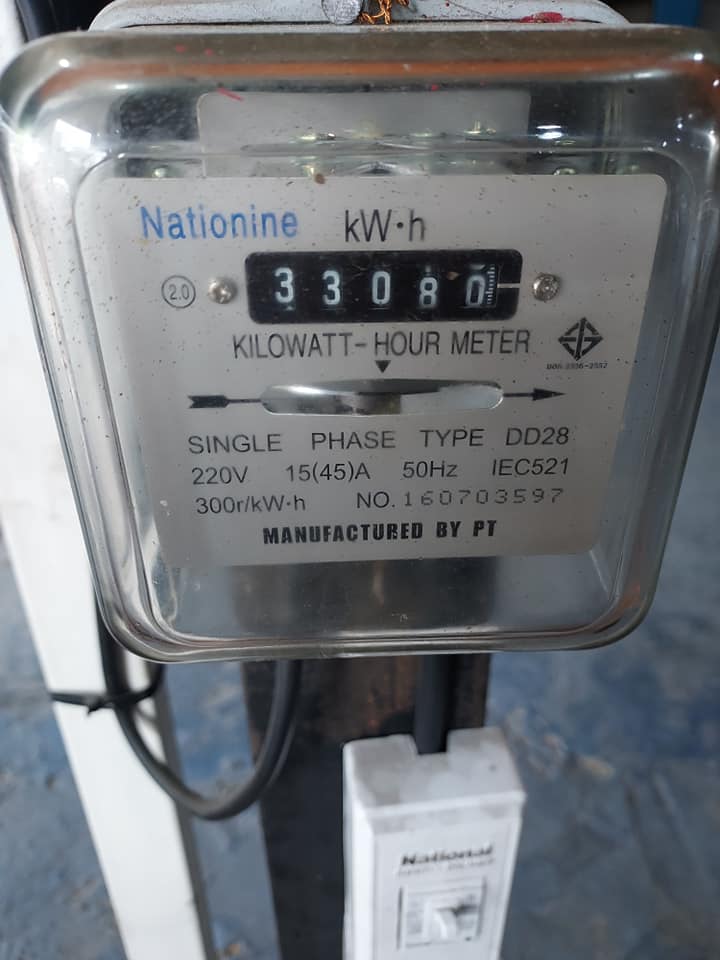 Nationine kW·h
2.0 33080
KILOWATT-HOUR METER
SINGLE PHASE TYPE DD28
220V 15(45)A 50Hz IEC521
300r/kW·h NO. 160703597
MANUFACTURED BY PT
National